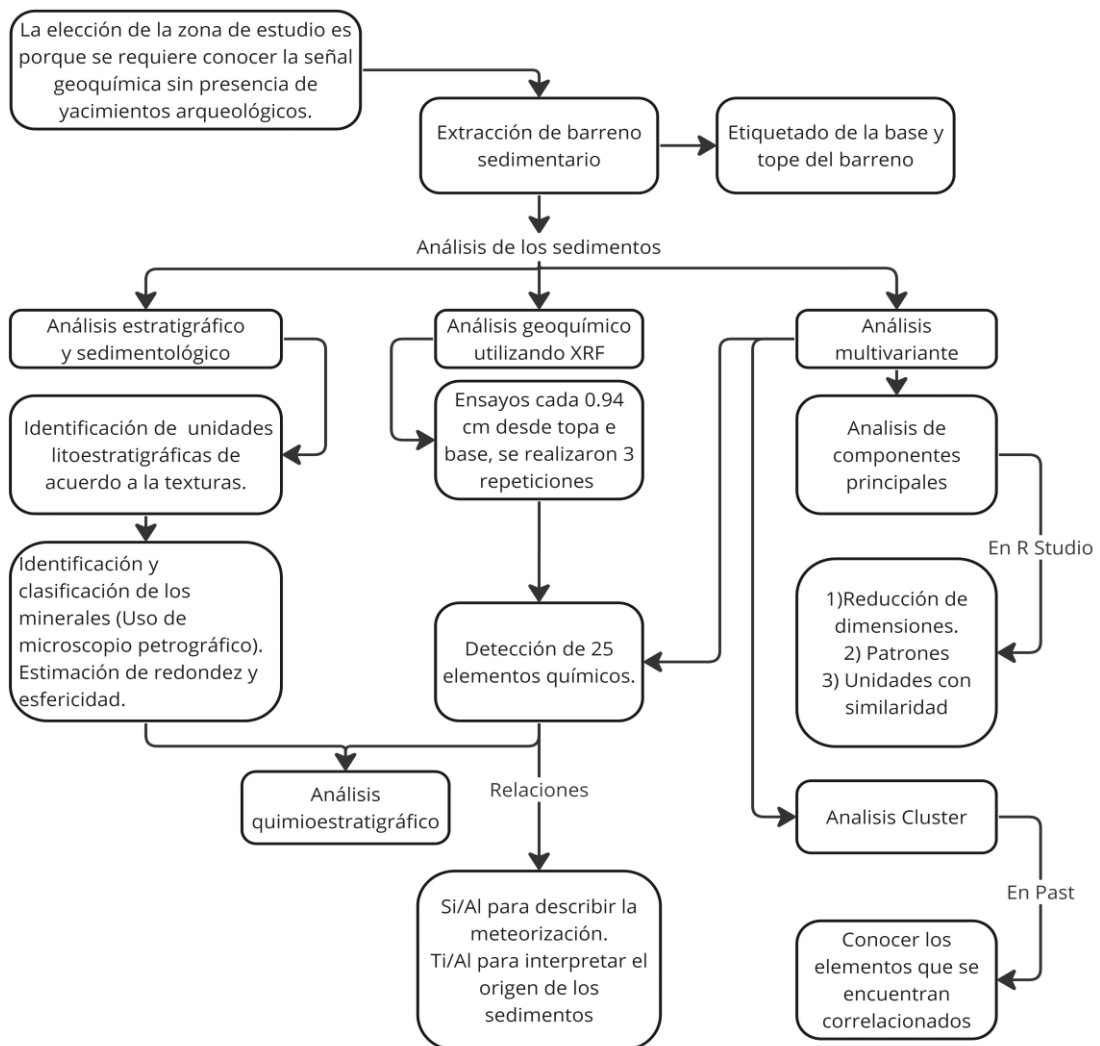 La elección de la zona de estudio es
porque se requiere conocer la señal
geoquímica sin presencia de
yacimientos arqueológicos.
Extracción de barreno
sedimentario
Etiquetado de la base y
tope del barreno
Análisis de los sedimentos
Análisis estratigráfico
y sedimentológico
Identificación de unidades
litoestratigráficas de
acuerdo a la texturas.
Identificación y
clasificación de los
minerales (Uso de
microscopio petrográfico).
Estimación de redondez y
esfericidad.
Análisis geoquímico
utilizando XRF
Ensayos cada 0.94
cm desde topa e
base, se realizaron 3
repeticiones
Detección de 25
elementos químicos.
Análisis
quimioestratigráfico
Relaciones
Si/Al para describir la
meteorización.
Ti/Al para interpretar el
origen de los
sedimentos
Análisis
multivariante
Analisis de
componentes
principales
En R Studio
1)Reducción de
dimensiones.
2) Patrones
3) Unidades con
similaridad
Analisis Cluster
En Past
Conocer los
elementos que se
encuentran
correlacionados